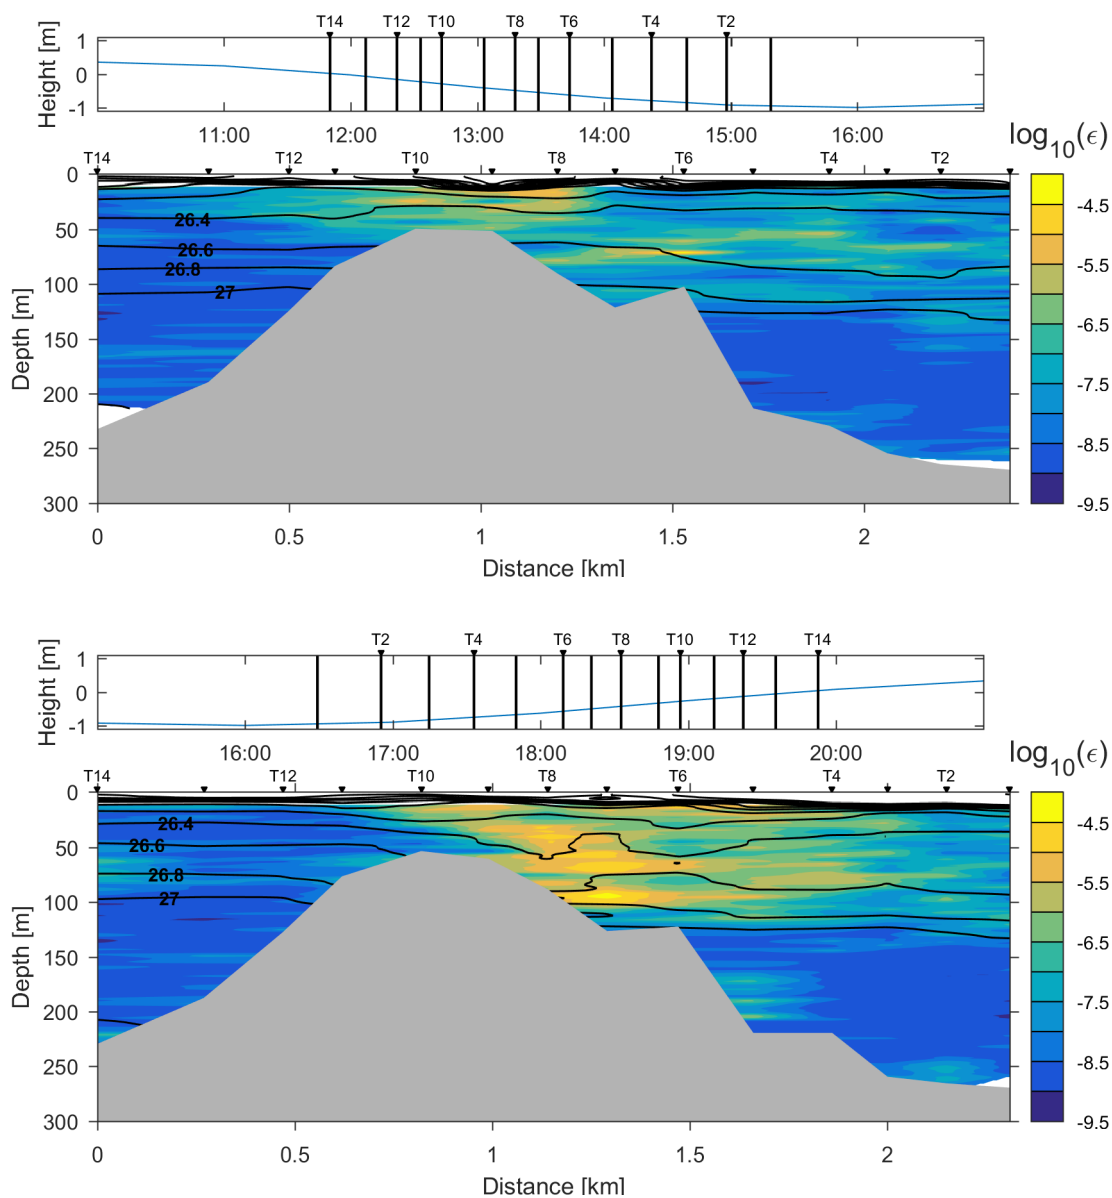 T14 T12 T10 T8 T6 T4 T2
Height [m]
1
0
-1
11:00 12:00 13:00 14:00 15:00 16:00
log10(ϵ)
T14 T12 T10 T8 T6 T4 T2
Depth [m]
0
50
100
150
200
250
300
26.4
26.6
26.8
27
-4.5
-5.5
-6.5
-7.5
-8.5
-9.5
0 0.5 1 1.5 2
Distance [km]
T2 T4 T6 T8 T10 T12 T14
Height [m]
1
0
-1
16:00 17:00 18:00 19:00 20:00
log10(ϵ)
T14 T12 T10 T8 T6 T4 T2
Depth [m]
0
50
100
150
200
250
300
26.4
26.6
26.8
27
-4.5
-5.5
-6.5
-7.5
-8.5
-9.5
0 0.5 1 1.5 2
Distance [km]